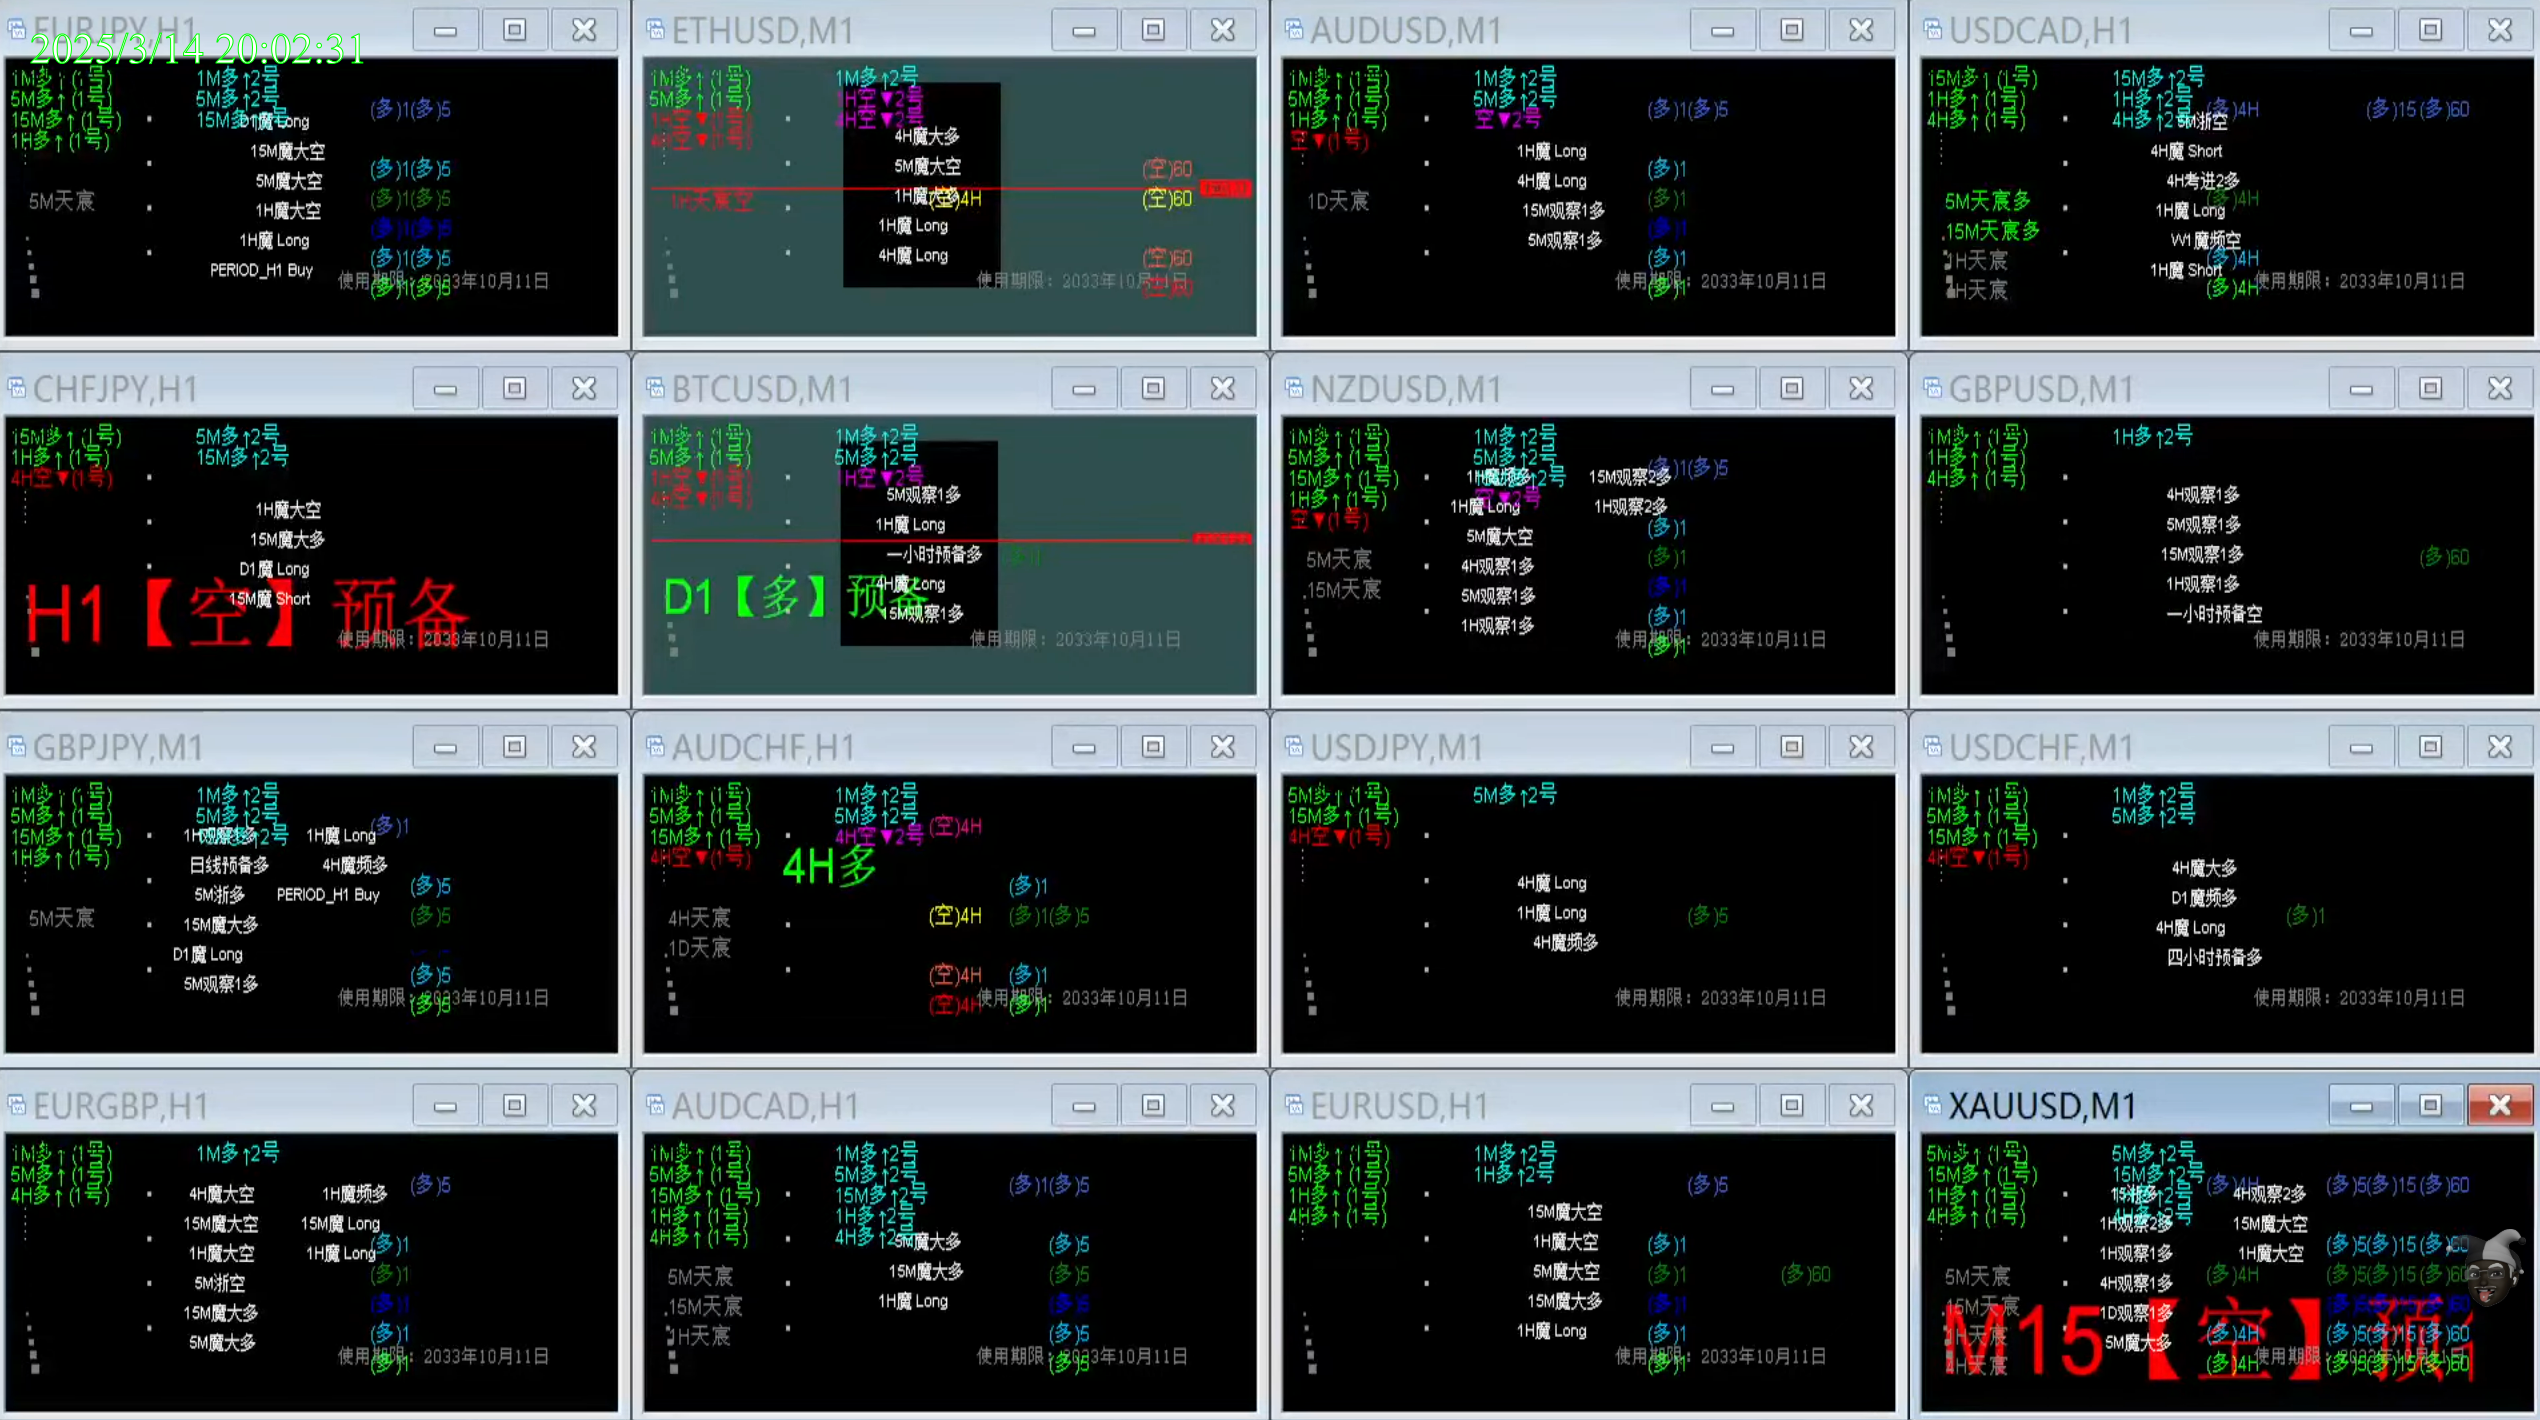 EURJPY,H1
2025/3/14 20:02:31
1M多↑(1号) 1M多↑2号
5M多↑(1号) 5M多↑2号 (多)1(多)5
15M多↑(1号) 15M多↑2号
1H多↑(1号)
D1魔 Long
15M魔大空
5M魔大空 (多)1(多)5
5M天宸 (多)1(多)5
1H魔大空
(多)1(多)5
1H魔 Long
(多)1(多)5
PERIOD_H1 Buy
使用期限：2033年10月11日
(多)1(多)5
ETHUSD,M1
1M多↑(1号) 1M多↑2号
5M多↑(1号) 1H空▼2号
1H空▼(1号) 4H空▼2号
4H空▼(1号)
4H魔大多
5M魔大空 (空)60
1H天宸空 (空)4H (空)60
1H魔 Long
4H魔 Long (空)60
使用期限：2033年10月11日
(空)60
AUDUSD,M1
1M多↑(1号) 1M多↑2号
5M多↑(1号) 5M多↑2号 (多)1(多)5
1H多↑(1号) 空▼2号
空▼(1号)
1H魔 Long
4H魔 Long (多)1
1D天宸 (多)1
15M观察1多
(多)1
5M观察1多
(多)1
使用期限：2033年10月11日
(多)1
USDCAD,H1
15M多↑(1号) 15M多↑2号
1H多↑(1号) 1H多↑2号 (多)4H (多)15(多)60
4H多↑(1号) 4H多↑2号
5M浙空
4H魔 Short
4H考进2多
5M天宸多 (多)4H
1H魔 Long
15M天宸多
W1魔频空
1H天宸 (多)4H
1H魔 Short
4H天宸 (多)4H
使用期限：2033年10月11日
CHFJPY,H1
15M多↑(1号) 5M多↑2号
1H多↑(1号) 15M多↑2号
4H空▼(1号)
1H魔大空
15M魔大多
D1魔 Long
15M魔 Short
H1【空】预备
使用期限：2033年10月11日
BTCUSD,M1
1M多↑(1号) 1M多↑2号
5M多↑(1号) 5M多↑2号
1H空▼(1号) 1H空▼2号
4H空▼(1号)
5M观察1多
1H魔 Long
一小时预备多
4H魔 Long
D1【多】预备
15M观察1多
使用期限：2033年10月11日
NZDUSD,M1
1M多↑(1号) 1M多↑2号
5M多↑(1号) 5M多↑2号 (多)1(多)5
15M多↑(1号) 1H魔频多 15M观察2多
1H多↑(1号) 空▼2号
1H魔 Long 1H观察2多
空▼(1号) (多)1
5M魔大空
5M天宸 4H观察1多 (多)1
15M天宸 5M观察1多 (多)1
1H观察1多 (多)1
使用期限：2033年10月11日
(多)1
GBPUSD,M1
1M多↑(1号) 1H多↑2号
1H多↑(1号)
4H多↑(1号)
4H观察1多
5M观察1多
15M观察1多 (多)60
1H观察1多
一小时预备空
使用期限：2033年10月11日
GBPJPY,M1
1M多↑(1号) 1M多↑2号
5M多↑(1号) 5M多↑2号 (多)1
15M多↑(1号) 1H魔 Long
1H多↑(1号)
日线预备多 4H魔频多
5M浙多 PERIOD_H1 Buy (多)5
5M天宸 15M魔大多 (多)5
D1魔 Long
5M观察1多 (多)5
使用期限：2033年10月11日
(多)5
AUDCHF,H1
1M多↑(1号) 1M多↑2号
5M多↑(1号) 5M多↑2号 (空)4H
15M多↑(1号) 4H空▼2号
4H空▼(1号)
4H多 (多)1
4H天宸 (空)4H (多)1(多)5
1D天宸
(空)4H (多)1
使用期限：2033年10月11日
(空)4H (多)1
USDJPY,M1
5M多↑(1号) 5M多↑2号
15M多↑(1号)
4H空▼(1号)
4H魔 Long
1H魔 Long (多)5
4H魔频多
使用期限：2033年10月11日
USDCHF,M1
1M多↑(1号) 1M多↑2号
5M多↑(1号) 5M多↑2号
15M多↑(1号)
4H空▼(1号)
4H魔大多
D1魔频多
4H魔 Long (多)1
四小时预备多
使用期限：2033年10月11日
EURGBP,H1
1M多↑(1号) 1M多↑2号
5M多↑(1号)
4H多↑(1号) 4H魔大空 1H魔频多 (多)5
15M魔大空 15M魔 Long
1H魔大空 1H魔 Long (多)1
5M浙空 (多)1
15M魔大多 (多)1
5M魔大多 (多)1
使用期限：2033年10月11日
(多)1
AUDCAD,H1
1M多↑(1号) 1M多↑2号
5M多↑(1号) 5M多↑2号 (多)1(多)5
15M多↑(1号) 15M多↑2号
1H多↑(1号) 1H多↑2号
4H多↑(1号) 4H多↑2号
5M魔大多 (多)5
5M天宸 15M魔大多 (多)5
15M天宸 1H魔 Long (多)5
1H天宸 (多)5
使用期限：2033年10月11日
(多)5
EURUSD,H1
1M多↑(1号) 1M多↑2号
5M多↑(1号) 1H多↑2号 (多)5
1H多↑(1号)
4H多↑(1号) 15M魔大空
1H魔大空 (多)1
5M魔大空 (多)1 (多)60
15M魔大多 (多)1
1H魔 Long (多)1
使用期限：2033年10月11日
(多)1
XAUUSD,M1
5M多↑(1号) 5M多↑2号
15M多↑(1号) 15M多↑2号 (多)4H (多)5(多)15(多)60
1H多↑(1号) 4H观察2多
4H多↑(1号) 1H观察2多 15M魔大空
1H观察1多 1H魔大空 (多)5(多)15(多)60
5M天宸 4H观察1多 (多)4H (多)5(多)15(多)60
15M天宸 1D观察1多
1H天宸 5M魔大多 (多)4H (多)5(多)15(多)60
4H天宸 (多)4H (多)5(多)15(多)60
M15【空】预
使用期限：